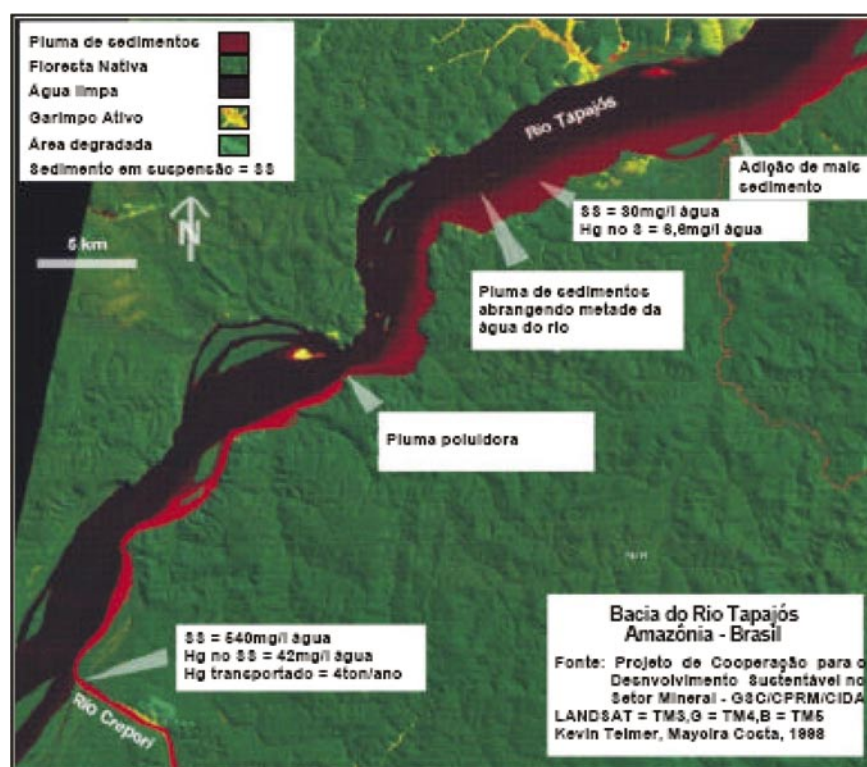 Pluma de sedimentos
Floresta Nativa
Água limpa
Garimpo Ativo
Área degradada
Sedimento em suspensão = SS
N
5 km
Rio Tapajós
Adição de mais
sedimento
SS = 30mg/l água
Hg no S = 6,6mg/l água
Pluma de sedimentos
abrangendo metade da
água do rio
Pluma poluidora
SS = 540mg/l água
Hg no SS = 42mg/l água
Hg transportado = 4ton/ano
Rio Crepori
Bacia do Rio Tapajós
Amazônia - Brasil
Fonte: Projeto de Cooperação para o
Desnvolvimento Sustentável no
Setor Mineral - GSC/CPRM/CIDA
LANDSAT = TM3,G = TM4,B = TM5
Kevin Telmer, Mayoira Costa, 1998